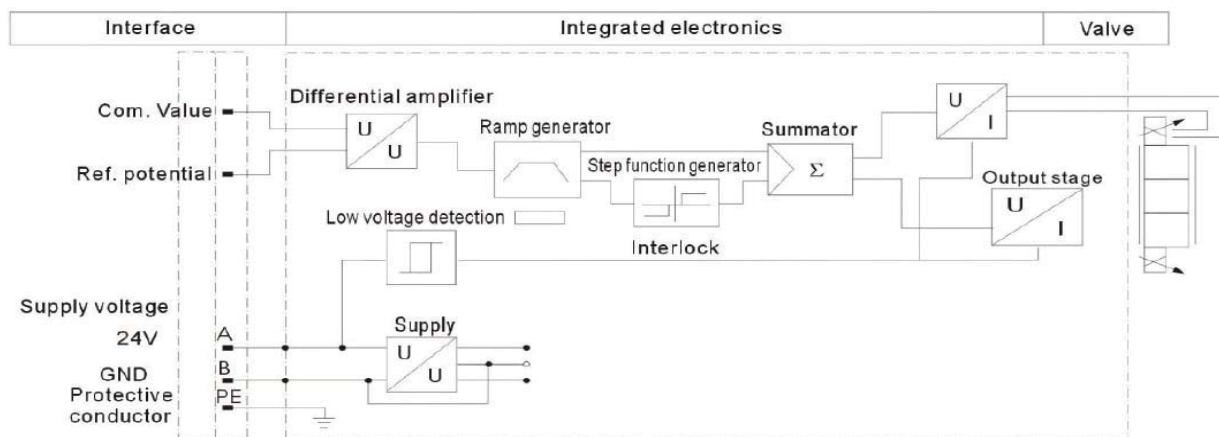 Interface
Integrated electronics
Valve
Com. Value
Differential amplifier
U
U
Ramp generator
Summator
U
I
Ref. potential
Step function generator
Σ
Output stage
U
I
Low voltage detection
Interlock
Supply voltage
24V
A
Supply
U
U
GND
B
Protective
conductor
PE